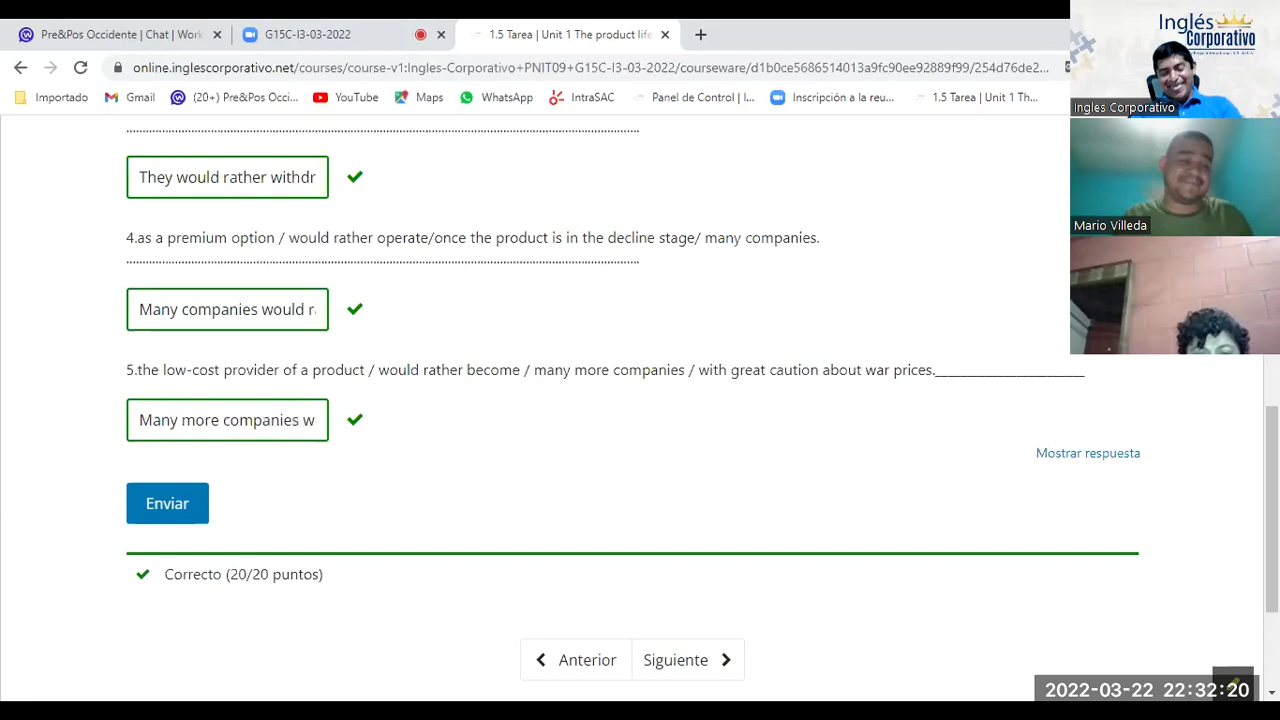 Pre&Pos Occidente | Chat | Work
G15C-I3-03-2022
1.5 Tarea | Unit 1 The product life
online.inglescorporativo.net/courses/course-v1:Ingles-Corporativo+PNIT09+G15C-I3-03-2022/courseware/d1b0ce5686514013a9fc90ee92889f99/254d76de2...
Importado
Gmail
(20+) Pre&Pos Occi...
YouTube
Maps
WhatsApp
IntraSAC
Panel de Control | I...
Inscripción a la reu...
1.5 Tarea | Unit 1 Th...
Inglés
Corporativo
Ingles Corporativo
Mario Villeda
They would rather withdr
4.as a premium option / would rather operate/once the product is in the decline stage/ many companies.
Many companies would r
5.the low-cost provider of a product / would rather become / many more companies / with great caution about war prices.
Many more companies w
Mostrar respuesta
Enviar
Correcto (20/20 puntos)
Anterior
Siguiente
2022-03-22 22:32:20